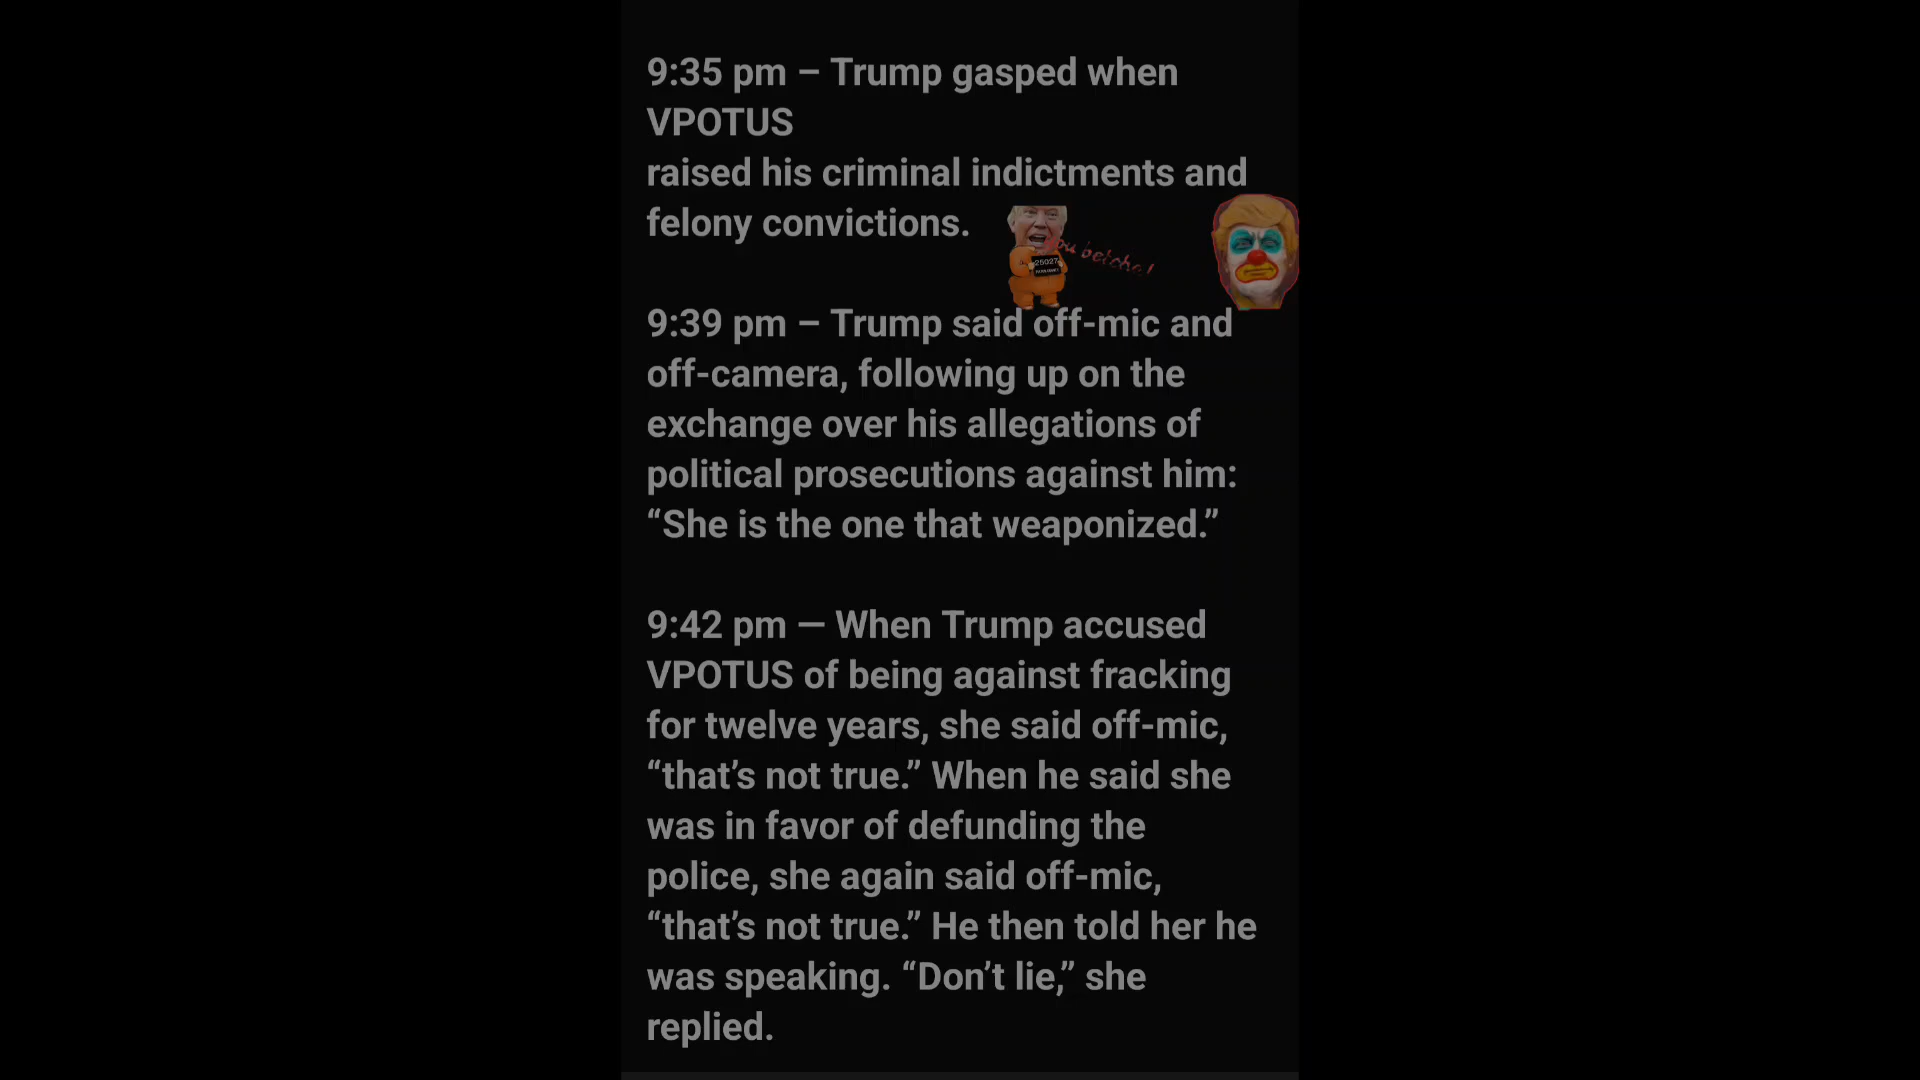 9:35 pm – Trump gasped when
VPOTUS
raised his criminal indictments and
felony convictions.
you betcha!
25027
9:39 pm – Trump said off-mic and
off-camera, following up on the
exchange over his allegations of
political prosecutions against him:
“She is the one that weaponized.”
9:42 pm — When Trump accused
VPOTUS of being against fracking
for twelve years, she said off-mic,
“that’s not true.” When he said she
was in favor of defunding the
police, she again said off-mic,
“that’s not true.” He then told her he
was speaking. “Don’t lie,” she
replied.